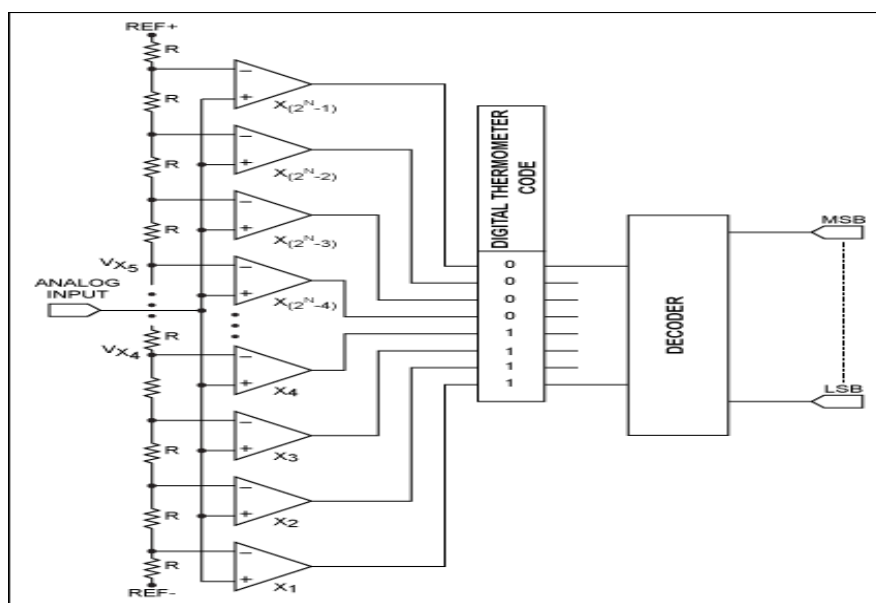 REF+
R
R
X(2^N-1)
R
X(2^N-2)
R
X(2^N-3)
VX5
ANALOG
INPUT
X(2^N-4)
R
VX4
X4
R
X3
R
X2
R
R
X1
REF-
DIGITAL THERMOMETER
CODE
0
0
0
0
1
1
1
1
DECODER
MSB
LSB